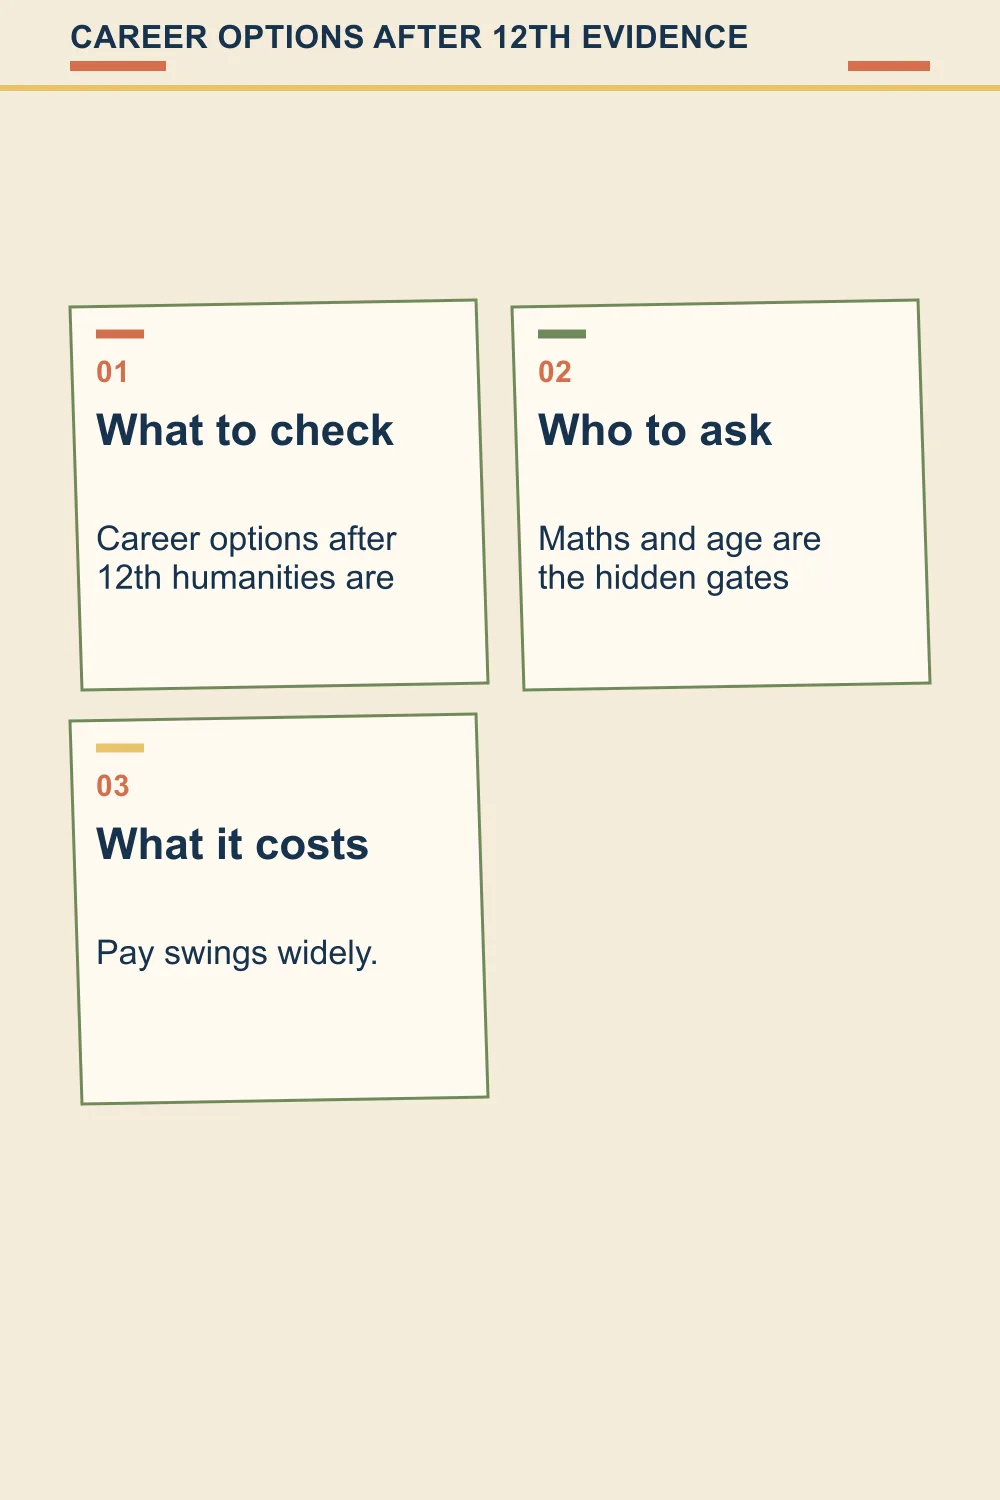 CAREER OPTIONS AFTER 12TH EVIDENCE
01
What to check
Career options after
12th humanities are
02
Who to ask
Maths and age are
the hidden gates
03
What it costs
Pay swings widely.